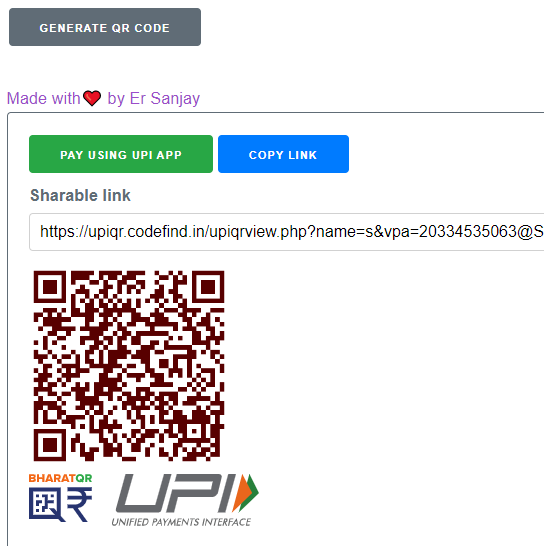 GENERATE QR CODE
Made with❤️ by Er Sanjay
PAY USING UPI APP
COPY LINK
Sharable link
https://upiqr.codefind.in/upiqrview.php?name=s&vpa=20334535063@S
BHARATQR
UPI
UNIFIED PAYMENTS INTERFACE